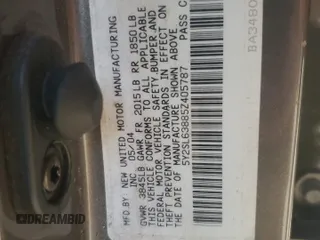 MFD BY NEW UNITED MOTOR MANUFACTURING
INC
05/04
GVWR 3845LB GAWR FR 2015LB RR 1850LB
THIS VEHICLE CONFORMS TO ALL APPLICABLE
FEDERAL MOTOR VEHICLE SAFETY, BUMPER AND
THEFT PREVENTION STANDARDS IN EFFECT ON
THE DATE OF MANUFACTURE SHOWN ABOVE
5Y2SL63885Z405787 PASS C
BA3480
DREAMBID